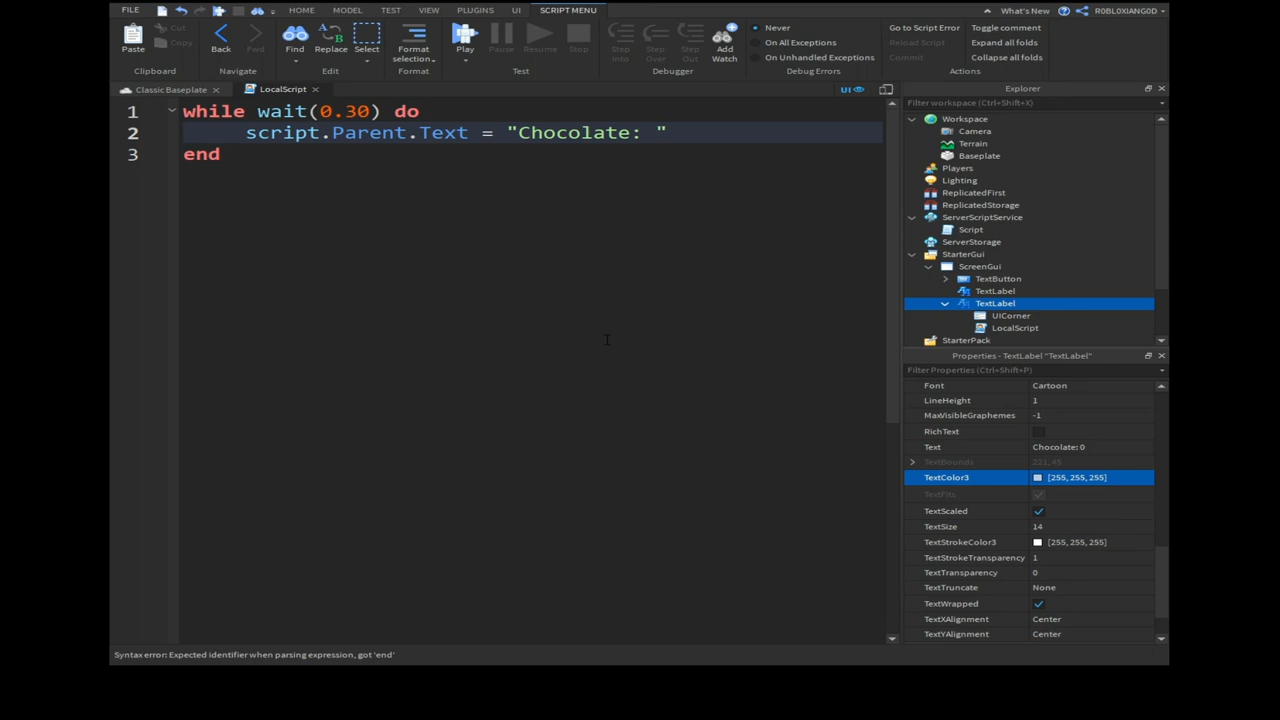 FILE HOME MODEL TEST VIEW PLUGINS UI SCRIPT MENU What's New R0BL0XIANG0D
Paste Cut Copy Back Fwd Find Replace Select Format selection Play Pause Resume Stop Step Into Step Over Step Out Add Watch Never On All Exceptions On Unhandled Exceptions Go to Script Error Reload Script Commit Toggle comment Expand all folds Collapse all folds
Clipboard Navigate Edit Format Test Debugger Debug Errors Actions
Classic Baseplate LocalScript UI
1 while wait(0.30) do
2 script.Parent.Text = "Chocolate: "
3 end
Explorer
Filter workspace (Ctrl+Shift+X)
Workspace
Camera
Terrain
Baseplate
Players
Lighting
ReplicatedFirst
ReplicatedStorage
ServerScriptService
Script
ServerStorage
StarterGui
ScreenGui
TextButton
TextLabel
TextLabel
UICorner
LocalScript
StarterPack
Properties - TextLabel "TextLabel"
Filter Properties (Ctrl+Shift+P)
Font Cartoon
LineHeight 1
MaxVisibleGraphemes -1
RichText
Text Chocolate: 0
TextBounds 221, 45
TextColor3 [255, 255, 255]
TextFits
TextScaled
TextSize 14
TextStrokeColor3 [255, 255, 255]
TextStrokeTransparency 1
TextTransparency 0
TextTruncate None
TextWrapped
TextXAlignment Center
TextYAlignment Center
Syntax error: Expected identifier when parsing expression, got 'end'